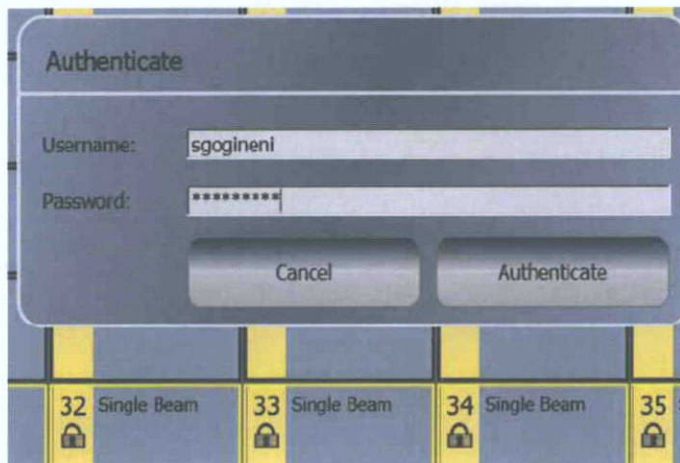 Authenticate
Username: sgogineni
Password: *********
Cancel Authenticate
32 Single Beam 33 Single Beam 34 Single Beam 35